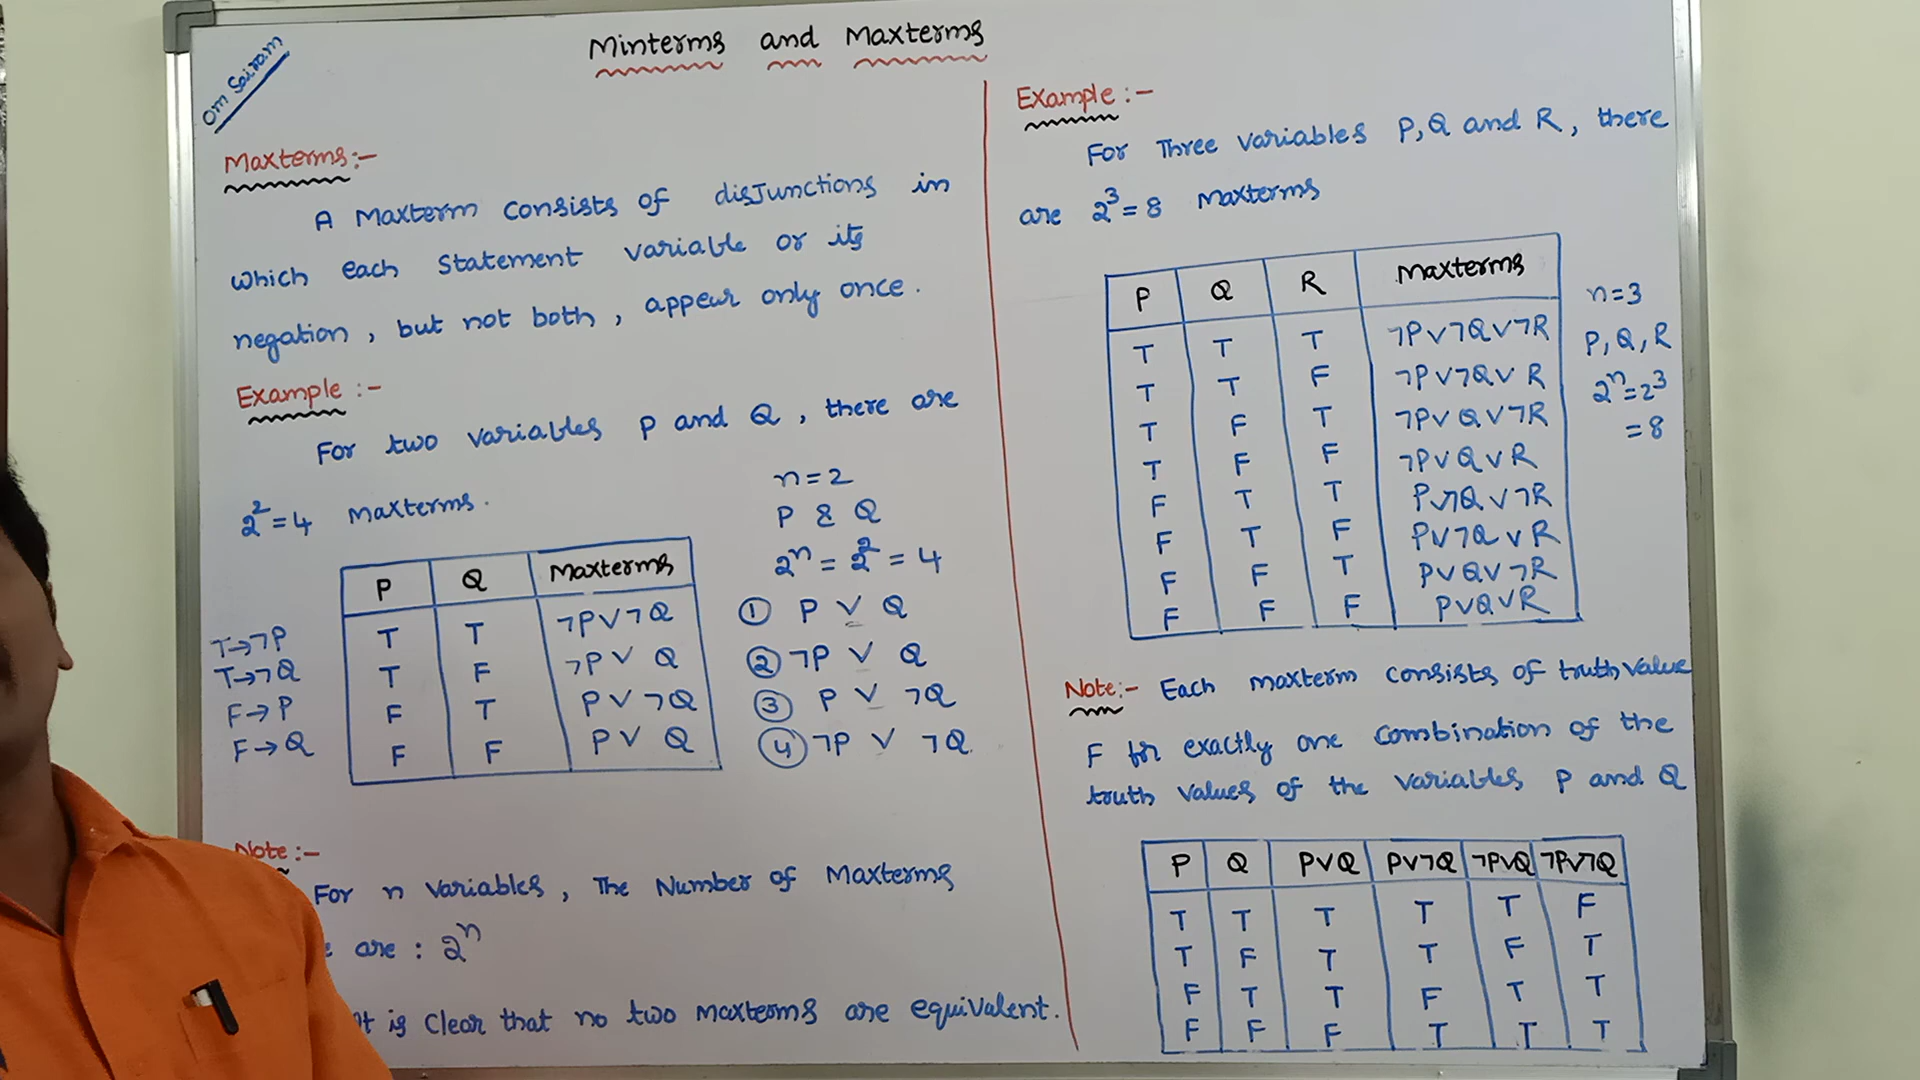 Minterms and Maxterms
Om Sairam
Maxterms:-
A Maxterm consists of disjunctions in
which each statement variable or its
negation, but not both, appear only once.
Example :-
For two variables P and Q, there are
2² = 4 maxterms.
n = 2
P & Q
2ⁿ = 2² = 4
① P ∨ Q
② ¬P ∨ Q
③ P ∨ ¬Q
④ ¬P ∨ ¬Q
T→¬P
T→¬Q
F→P
F→Q
P Q Maxterms
T T ¬P∨¬Q
T F ¬P∨ Q
F T P∨¬Q
F F P∨ Q
Note :-
For n variables, The Number of Maxterms
are : 2ⁿ
It is clear that no two maxterms are equivalent.
Example :-
For Three variables P, Q and R, there
are 2³ = 8 Maxterms
P Q R Maxterms
T T T ¬P∨¬Q∨¬R
T T F ¬P∨¬Q∨ R
T F T ¬P∨ Q∨¬R
T F F ¬P∨Q∨R
F T T P∨¬Q∨¬R
F T F P∨¬Q∨R
F F T P∨Q∨¬R
F F F P∨Q∨R
n=3
P, Q, R
2ⁿ = 2³
= 8
Note:- Each maxterm consists of truth value
F for exactly one combination of the
truth values of the variables P and Q
P Q P∨Q P∨¬Q ¬P∨Q ¬P∨¬Q
T T T T T F
T F T T F T
F T T F T T
F F F T T T